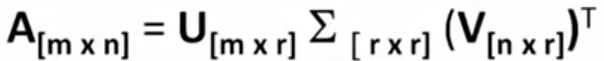 A[m x n] = U[m x r] Σ [ r x r] (V[n x r])T